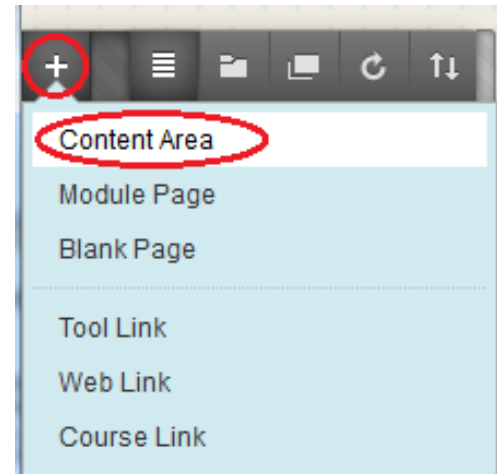 Content Area
Module Page
Blank Page
Tool Link
Web Link
Course Link